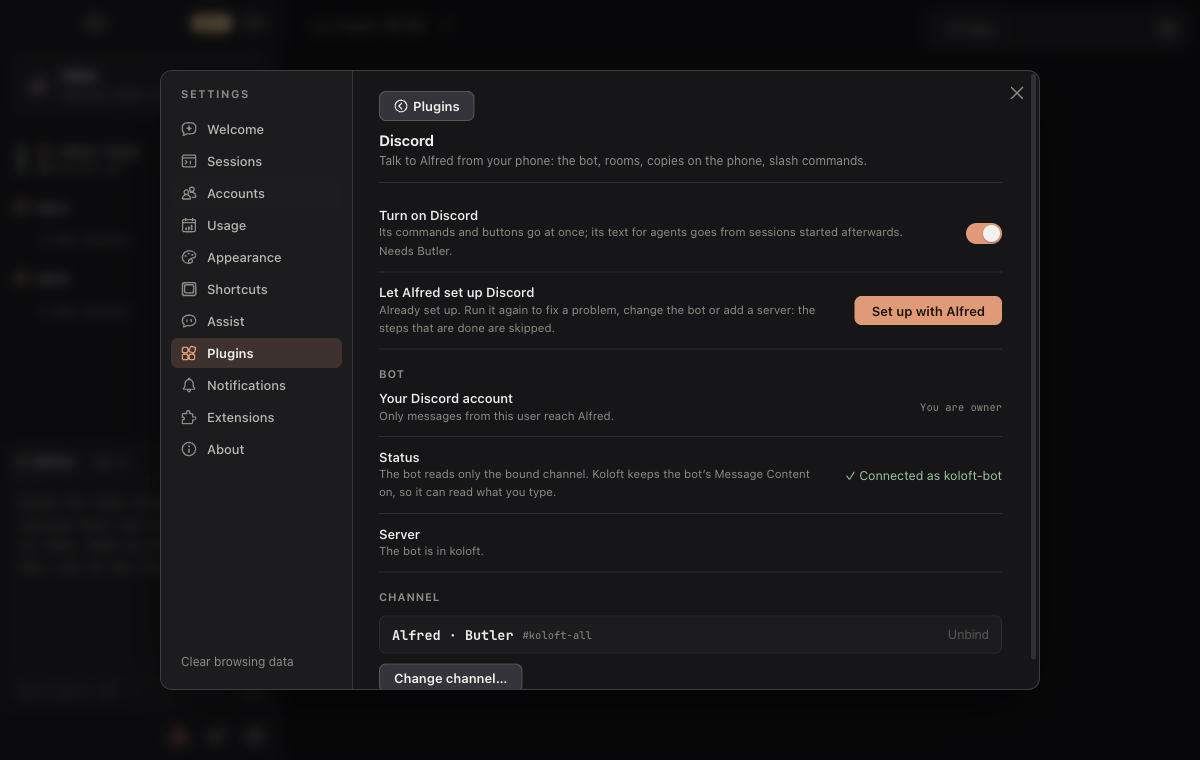 SETTINGS
Welcome
Sessions
Accounts
Usage
Appearance
Shortcuts
Assist
Plugins
Notifications
Extensions
About
Clear browsing data
Plugins
Discord
Talk to Alfred from your phone: the bot, rooms, copies on the phone, slash commands.
Turn on Discord
Its commands and buttons go at once; its text for agents goes from sessions started afterwards.
Needs Butler.
Let Alfred set up Discord
Already set up. Run it again to fix a problem, change the bot or add a server: the
steps that are done are skipped.
Set up with Alfred
BOT
Your Discord account
Only messages from this user reach Alfred.
You are owner
Status
The bot reads only the bound channel. Koloft keeps the bot's Message Content
on, so it can read what you type.
✓ Connected as koloft-bot
Server
The bot is in koloft.
CHANNEL
Alfred · Butler #koloft-all
Unbind
Change channel...